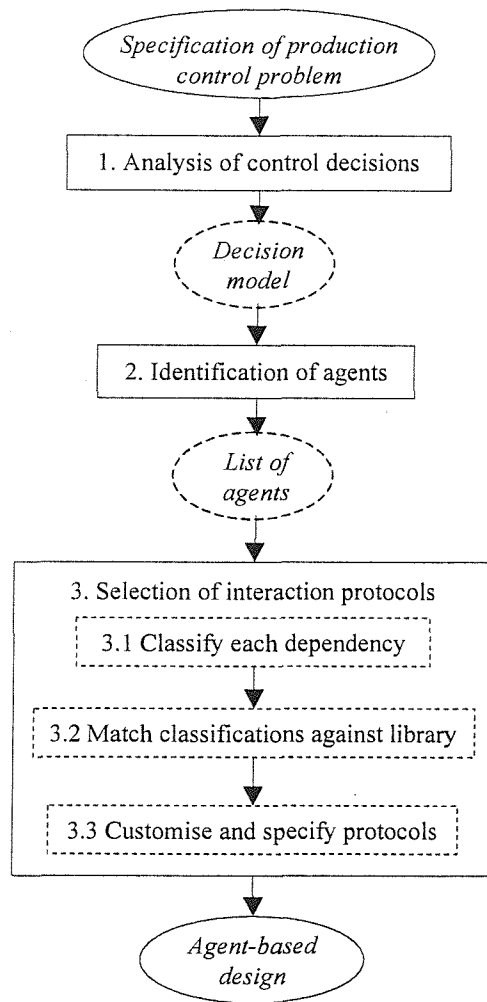 Specification of production
control problem
1. Analysis of control decisions
Decision
model
2. Identification of agents
List of
agents
3. Selection of interaction protocols
3.1 Classify each dependency
3.2 Match classifications against library
3.3 Customise and specify protocols
Agent-based
design